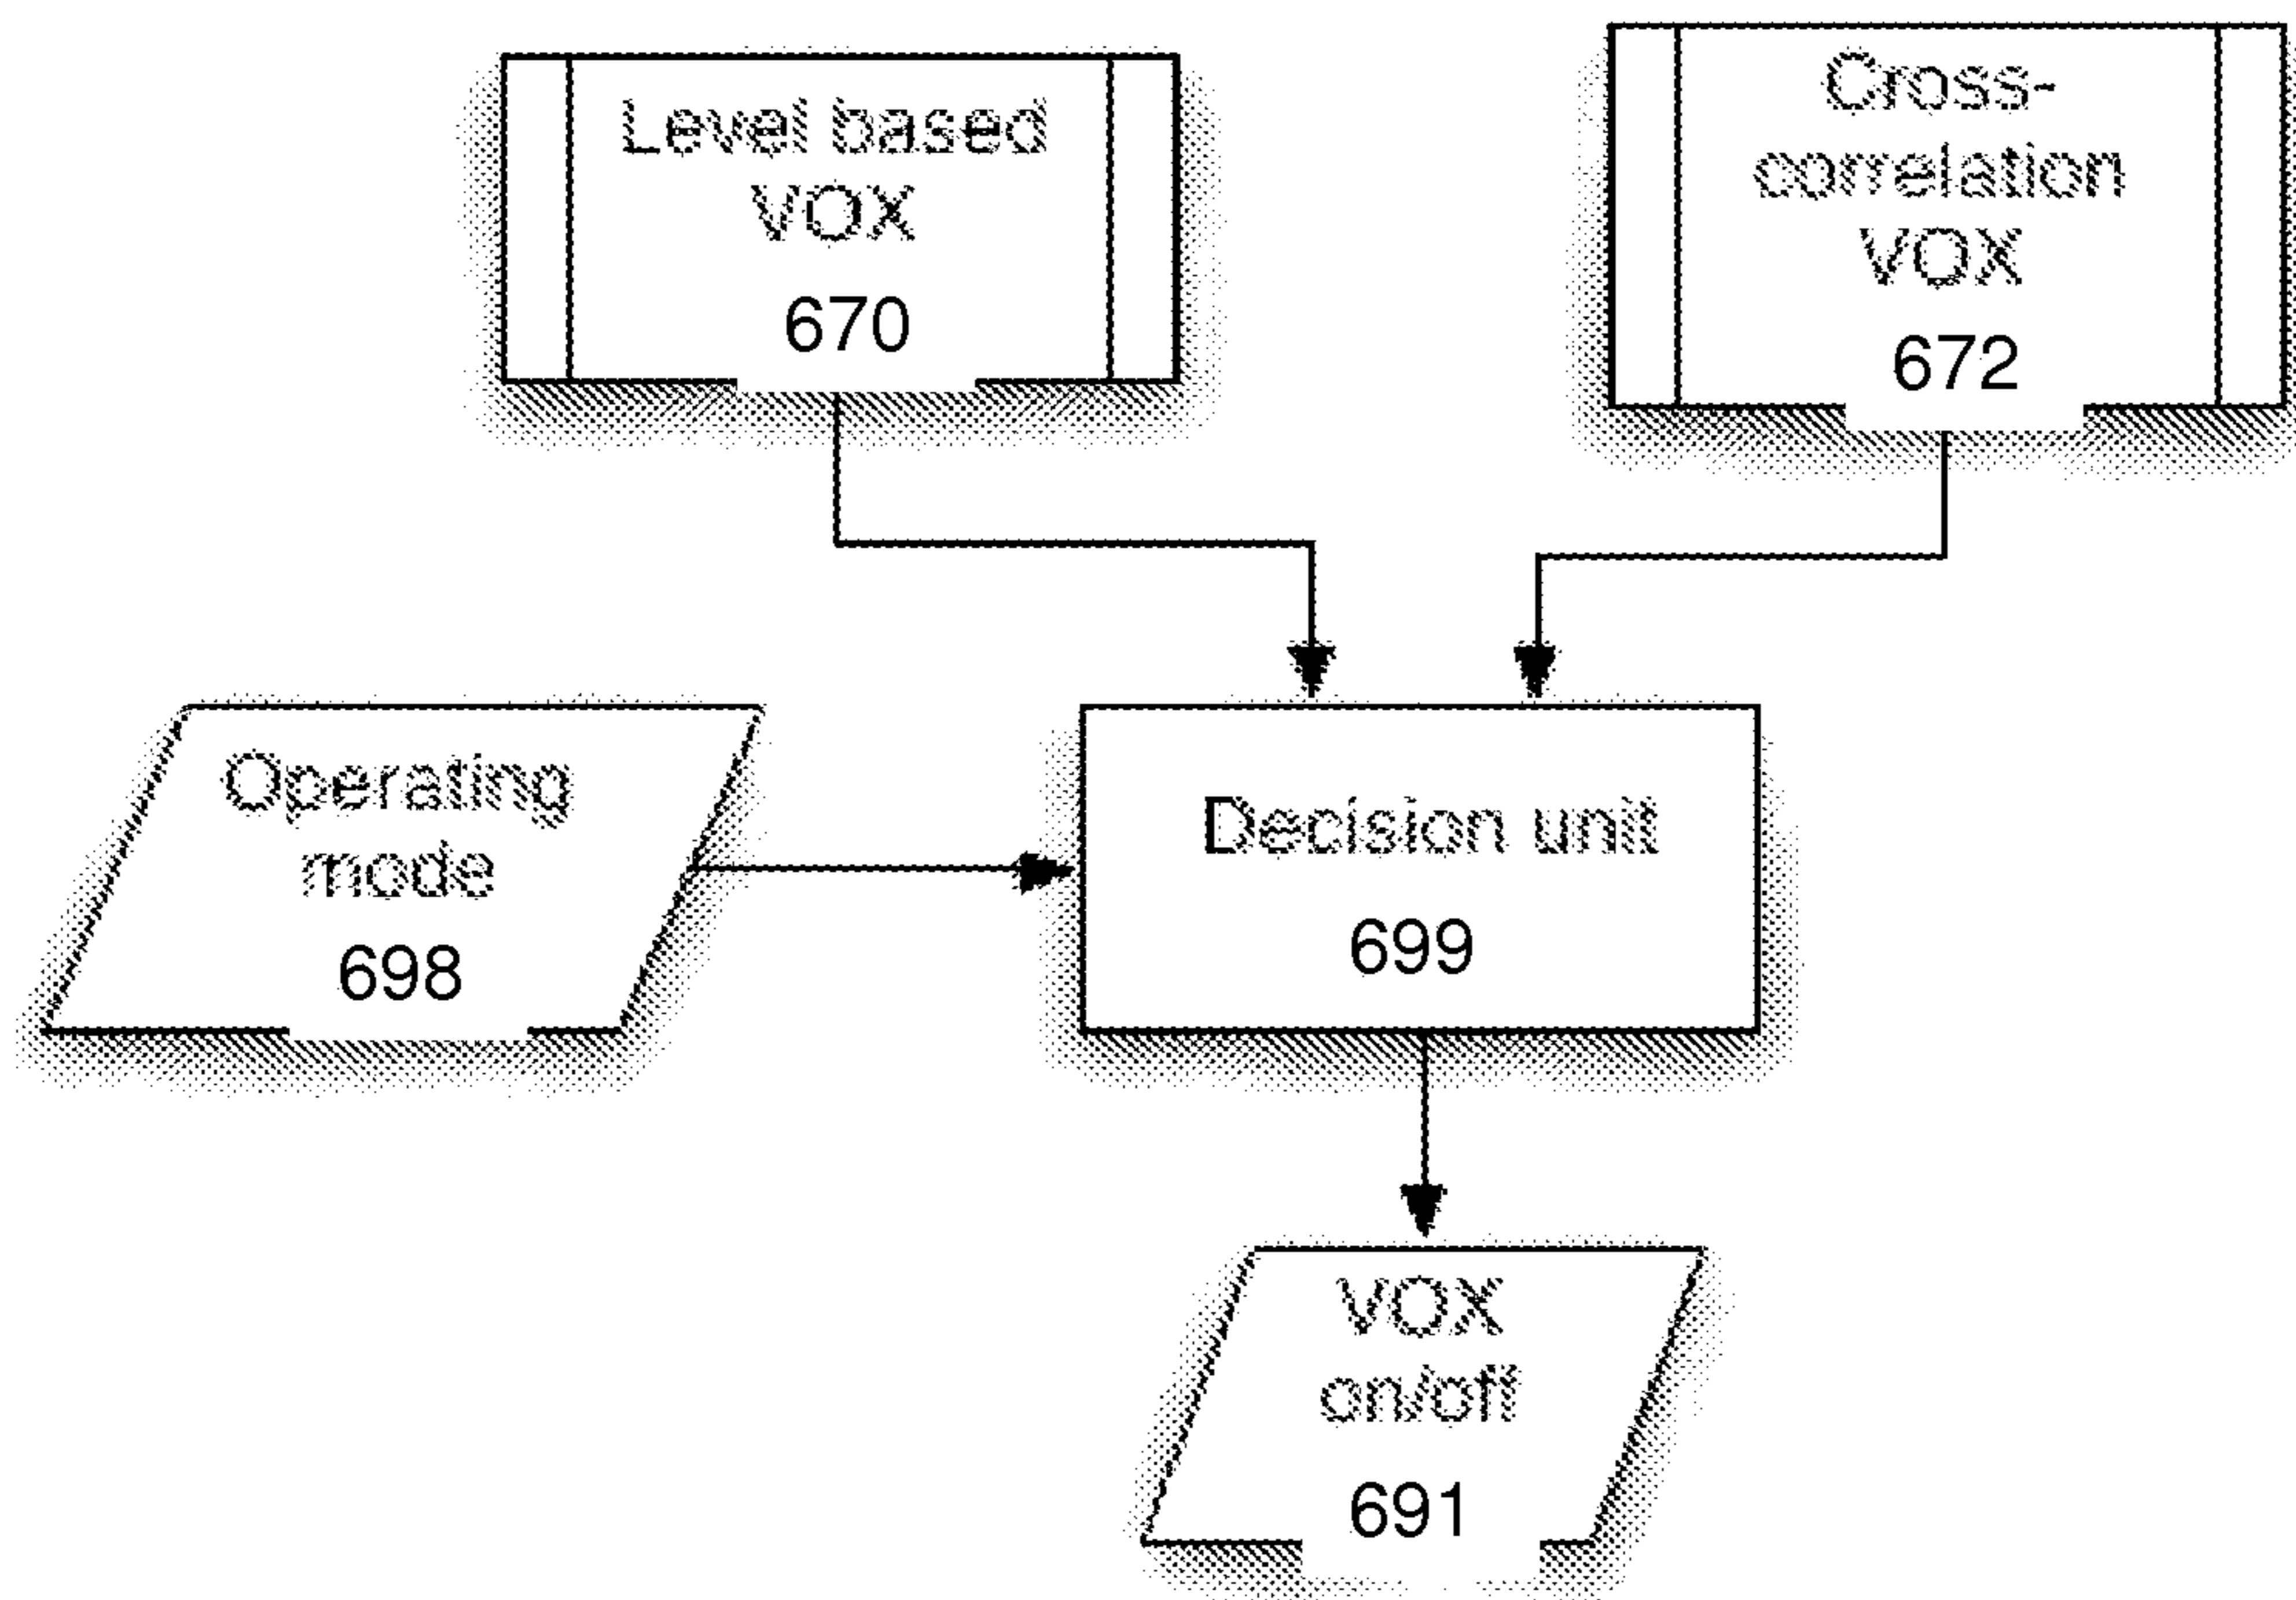 Level based
VOX
670
Cross-
correlation
VOX
672
Operating
mode
698
Decision unit
699
VOX
on/off
691